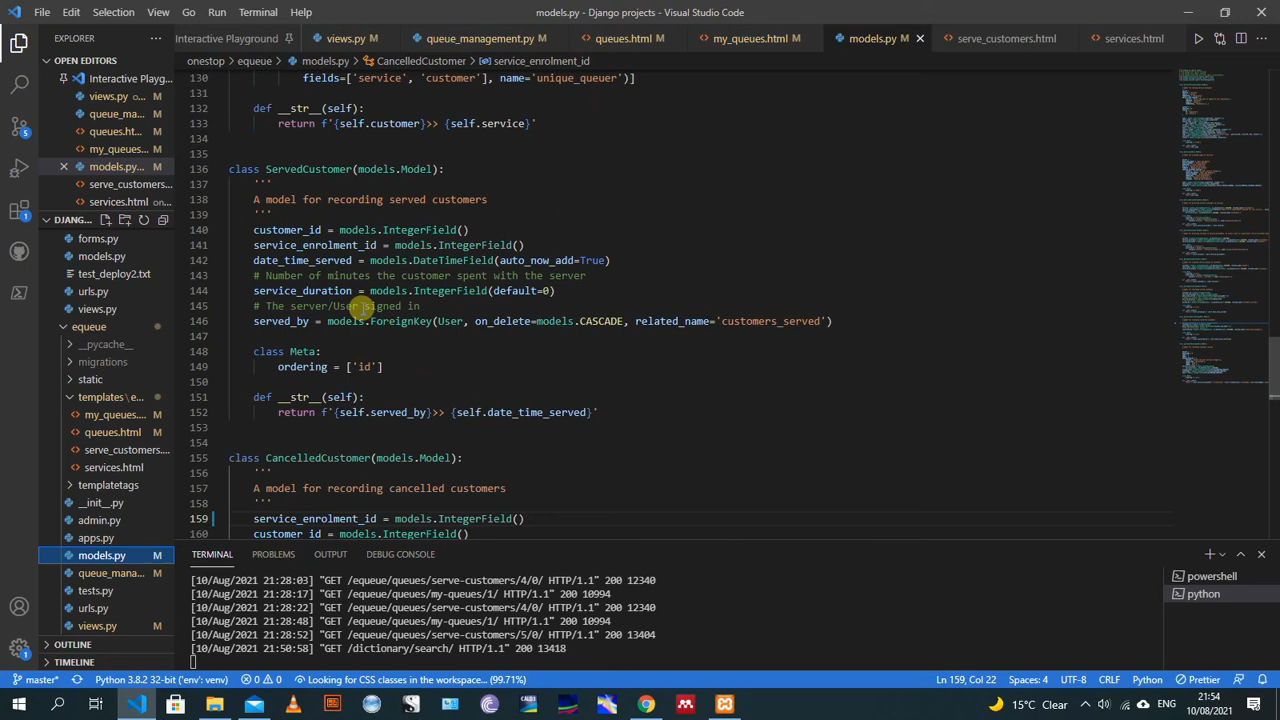 File Edit Selection View Go Run Terminal Help
models.py - Django projects - Visual Studio Code
EXPLORER
Interactive Playground
views.py M
queue_management.py M
queues.html M
my_queues.html M
models.py M
serve_customers.html
services.html
onstop > equeue > models.py > CancelledCustomer > service_enrolment_id
OPEN EDITORS
Interactive Playg...
views.py o... M
queue_ma... M
queues.ht... M
my_queue... M
models.py... M
serve_customers...
services.html on...
DJANG...
forms.py
models.py
test_deploy2.txt
urls.py
views.py
equeue
__pycache__
migrations
static
templates\e...
my_queues.... M
queues.html M
serve_customers....
services.html
templatetags
__init__.py
admin.py
apps.py
models.py M
queue_mana... M
tests.py
urls.py
views.py M
OUTLINE
TIMELINE
5
1
1
130 fields=['service', 'customer'], name='unique_queuer')]
131
132 def __str__(self):
133 return f'{self.customer}>> {self.service}'
134
135
136 class ServedCustomer(models.Model):
137 '''
138 A model for recording served customers
139 '''
140 customer_id = models.IntegerField()
141 service_enrolment_id = models.IntegerField()
142 date_time_served = models.DateTimeField( now_add=True)
143 # Number of minutes the customer spent on the server
144 service_duration = models.IntegerField(default=0)
145 # The server signed in
146 served_by = models. =models.CASCADE, served')
147
148 class Meta:
149 ordering = ['id']
150
151 def __str__(self):
152 return f'{self.served_by}>> {self.date_time_served}'
153
154
155 class CancelledCustomer(models.Model):
156 '''
157 A model for recording cancelled customers
158 '''
159 service_enrolment_id = models.IntegerField()
160 customer_id = models.IntegerField()
TERMINAL PROBLEMS OUTPUT DEBUG CONSOLE
[10/Aug/2021 21:28:03] "GET /equeue/queues/serve-customers/4/0/ HTTP/1.1" 200 12340
[10/Aug/2021 21:28:17] "GET /equeue/queues/my-queues/1/ HTTP/1.1" 200 10994
[10/Aug/2021 21:28:22] "GET /equeue/queues/serve-customers/4/0/ HTTP/1.1" 200 12340
[10/Aug/2021 21:28:48] "GET /equeue/queues/my-queues/1/ HTTP/1.1" 200 10994
[10/Aug/2021 21:28:52] "GET /equeue/queues/serve-customers/5/0/ HTTP/1.1" 200 13404
[10/Aug/2021 21:50:58] "GET /dictionary/search/ HTTP/1.1" 200 13418
powershell
python
master* Python 3.8.2 32-bit ('env': venv) 0 0 Looking for CSS classes in the workspace... (99.71%)
Ln 159, Col 22 Spaces: 4 UTF-8 CRLF Python Prettier
15°C Clear
ENG
21:54
10/08/2021